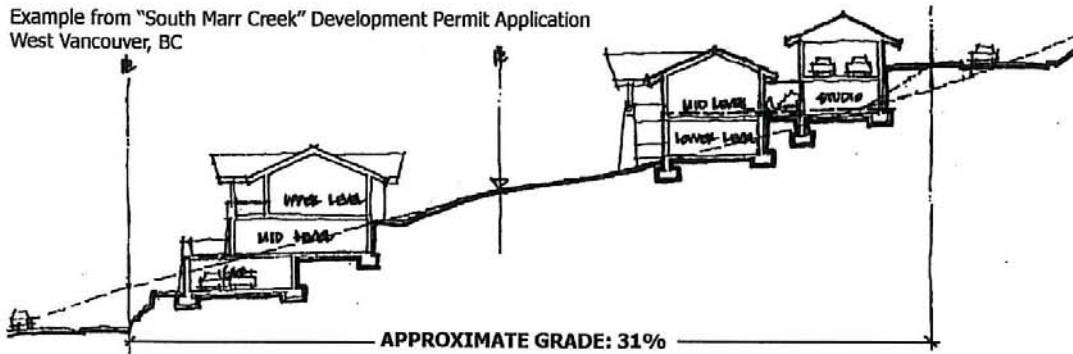 Example from “South Marr Creek” Development Permit Application
West Vancouver, BC
MID LEVEL
STUDIO
LOWER LEVEL
UPPER LEVEL
MID LEVEL
APPROXIMATE GRADE: 31%